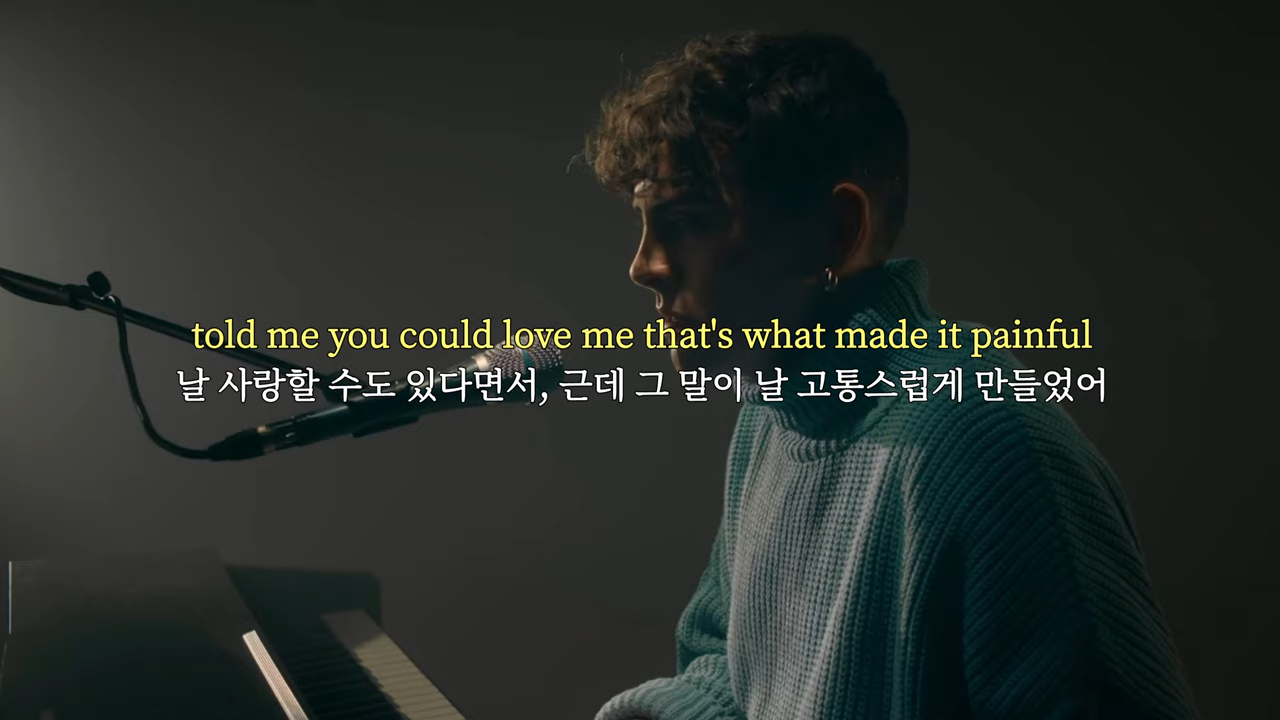 told me you could love me that's what made it painful
날 사랑할 수도 있다면서, 근데 그 말이 날 고통스럽게 만들었어